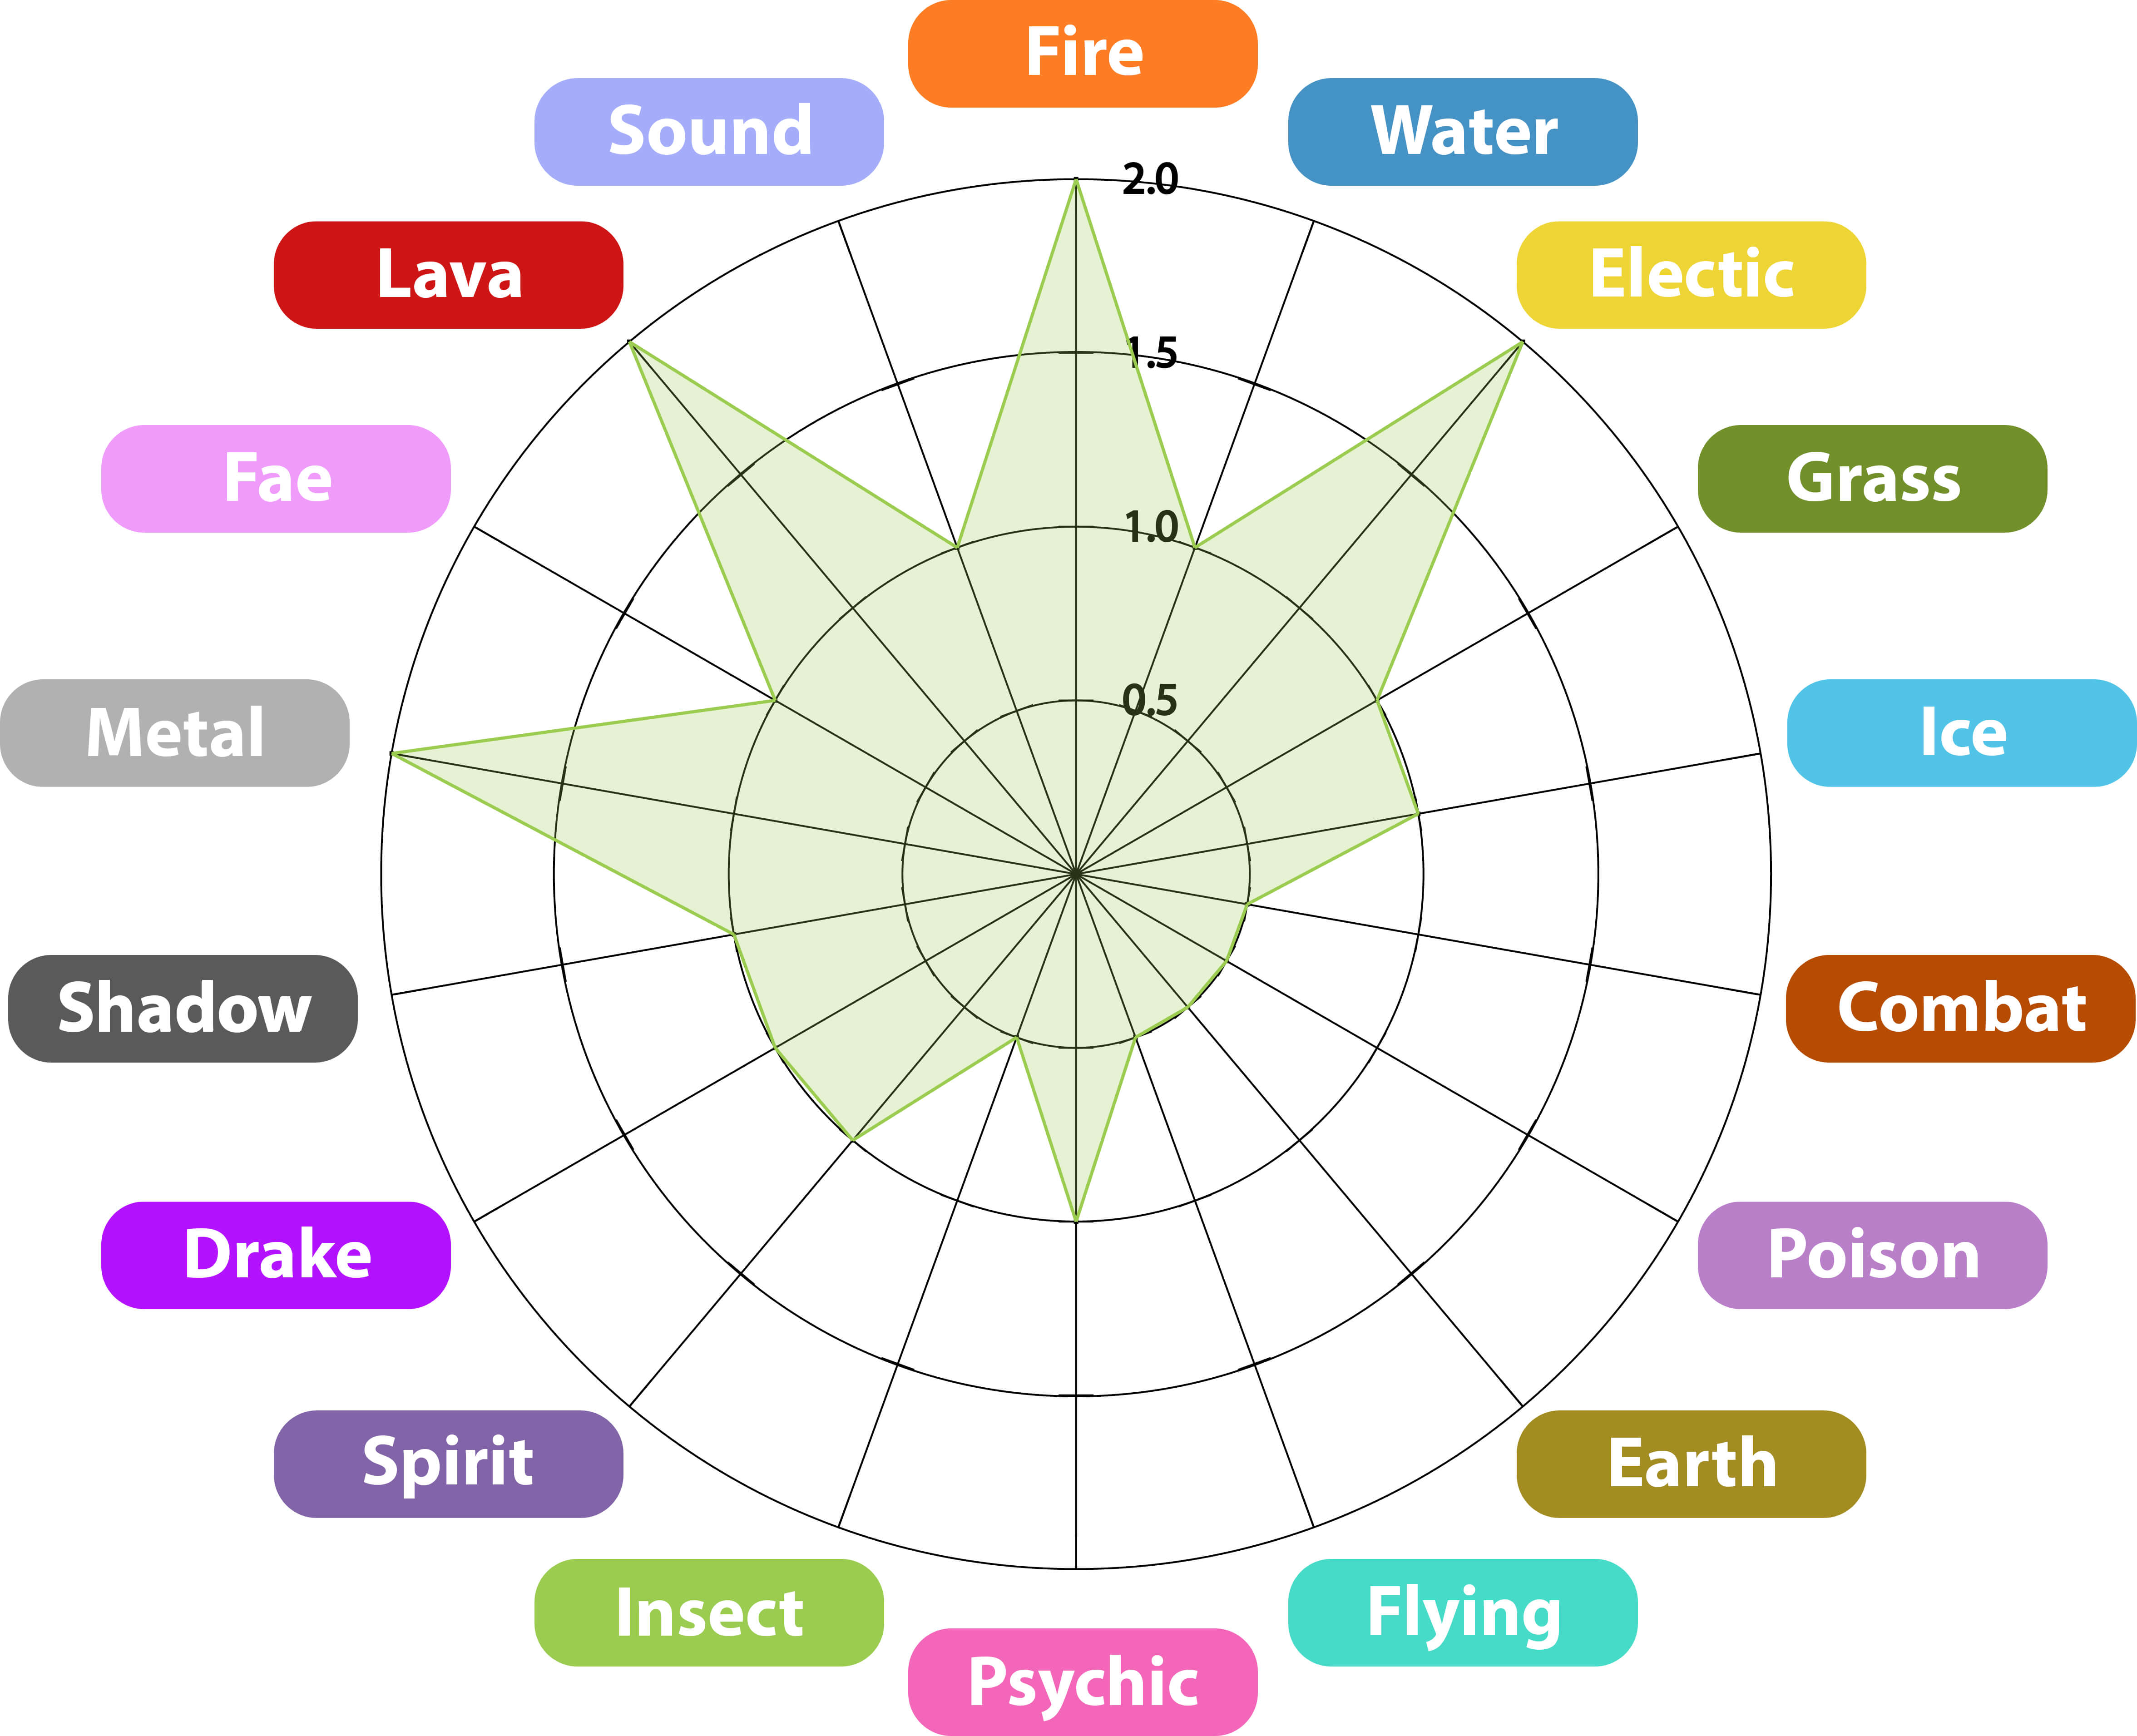 Fire
Sound
Water
2.0
Lava
Electic
1.5
Fae
Grass
1.0
0.5
Metal
Ice
Shadow
Combat
Drake
Poison
Spirit
Earth
Insect
Flying
Psychic